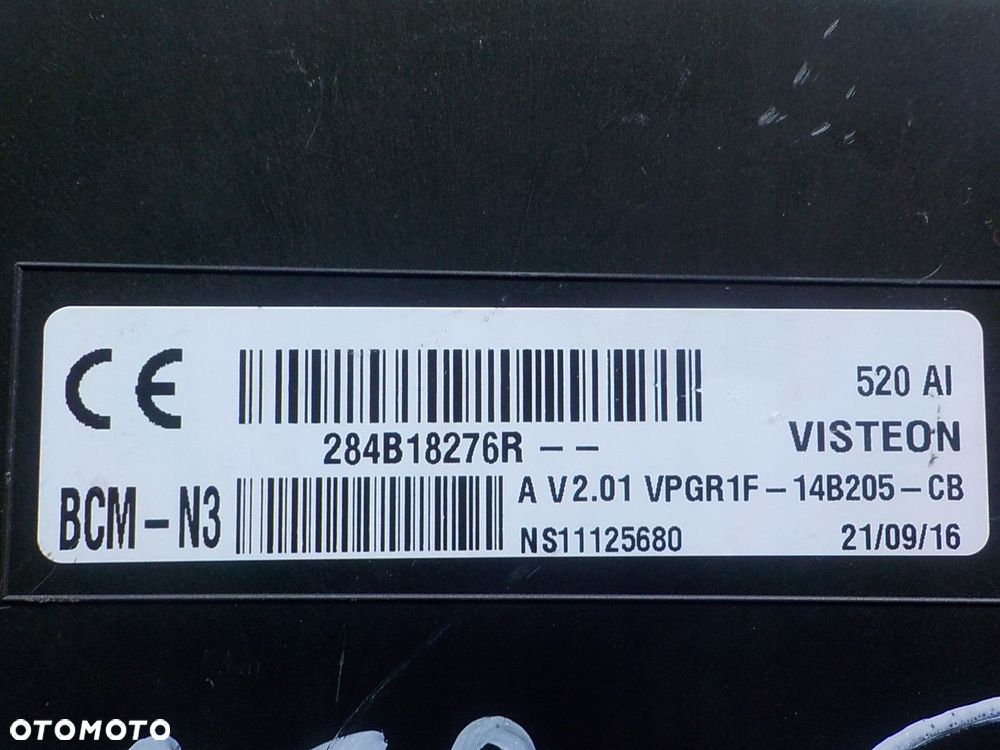 CE
520 AI
284B18276R --
VISTEON
BCM-N3
A V2.01 VPGR1F-14B205-CB
NS11125680
21/09/16
OTOMOTO